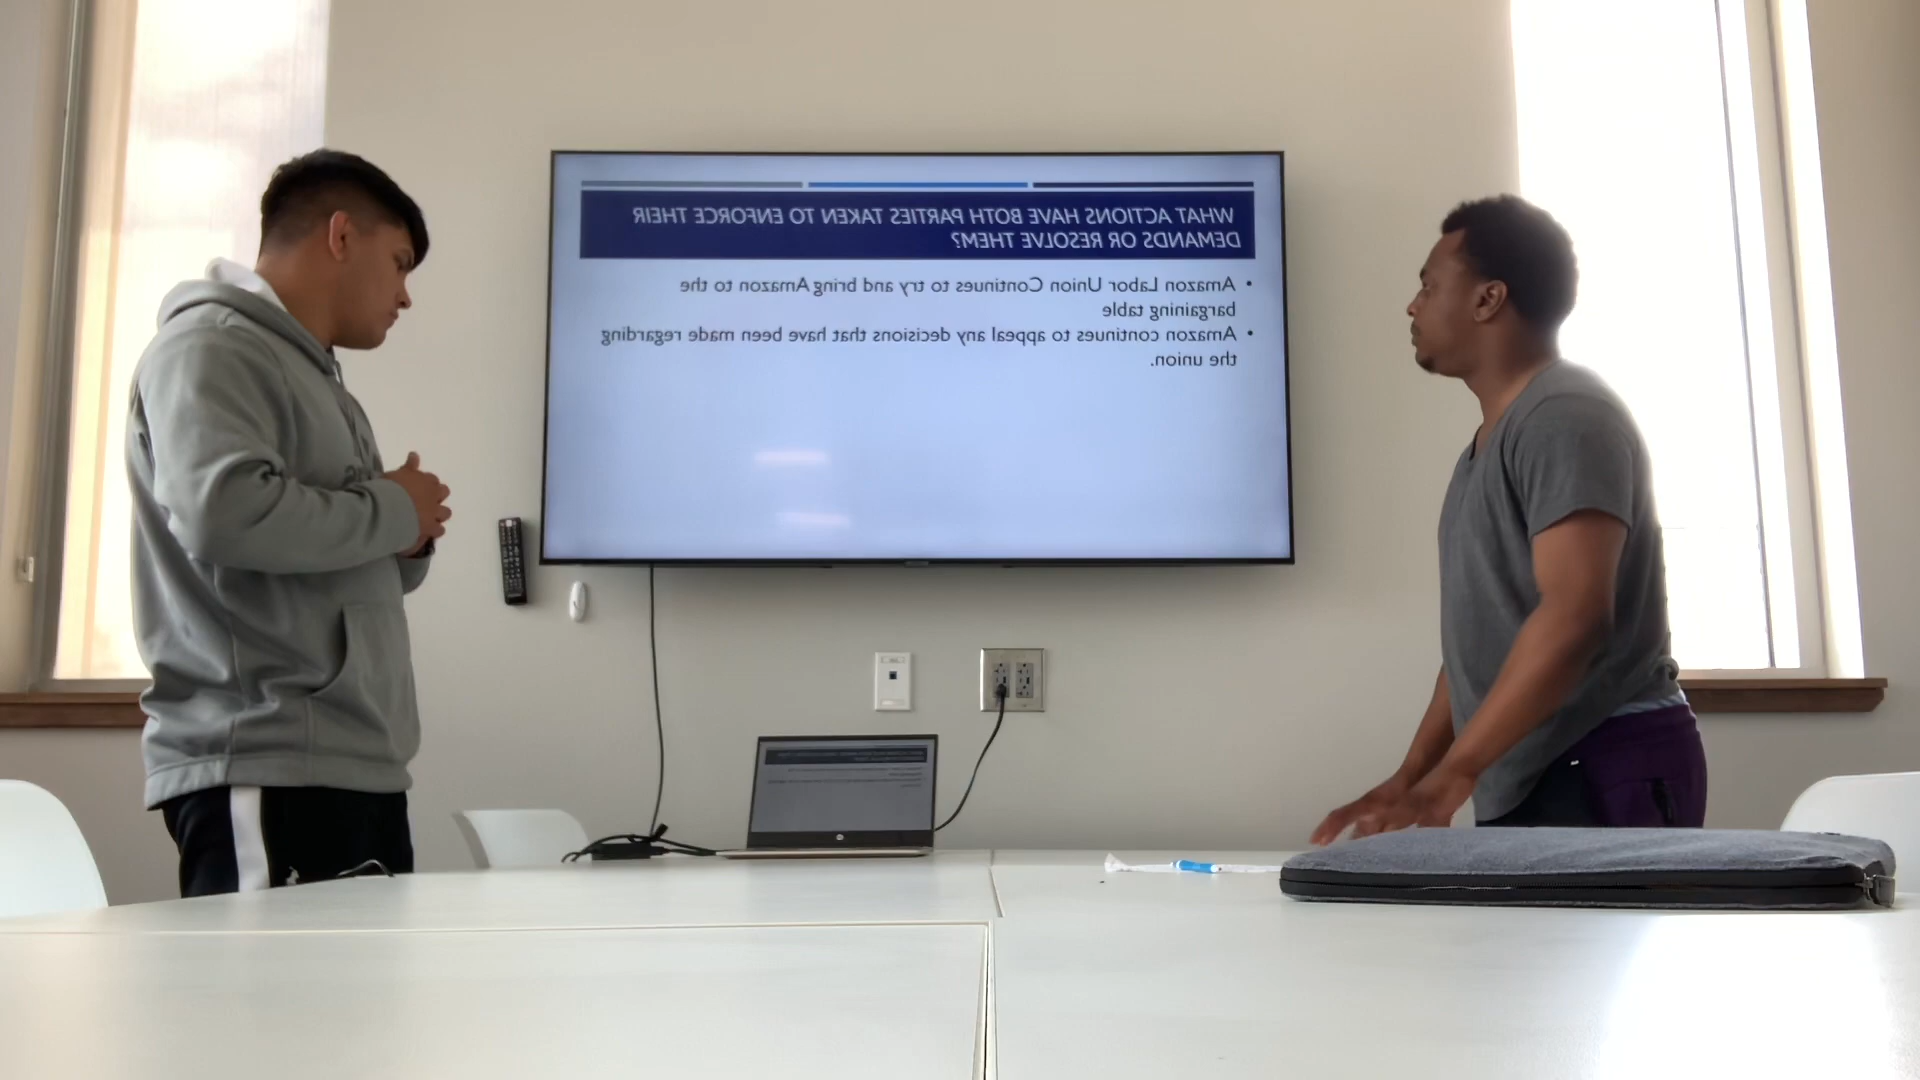 WHAT ACTIONS HAVE BOTH PARTIES TAKEN TO ENFORCE THEIR
DEMANDS OR RESOLVE THEM?
• Amazon Labor Union Continues to try and bring Amazon to the
bargaining table
• Amazon continues to appeal any decisions that have been made regarding
the union.